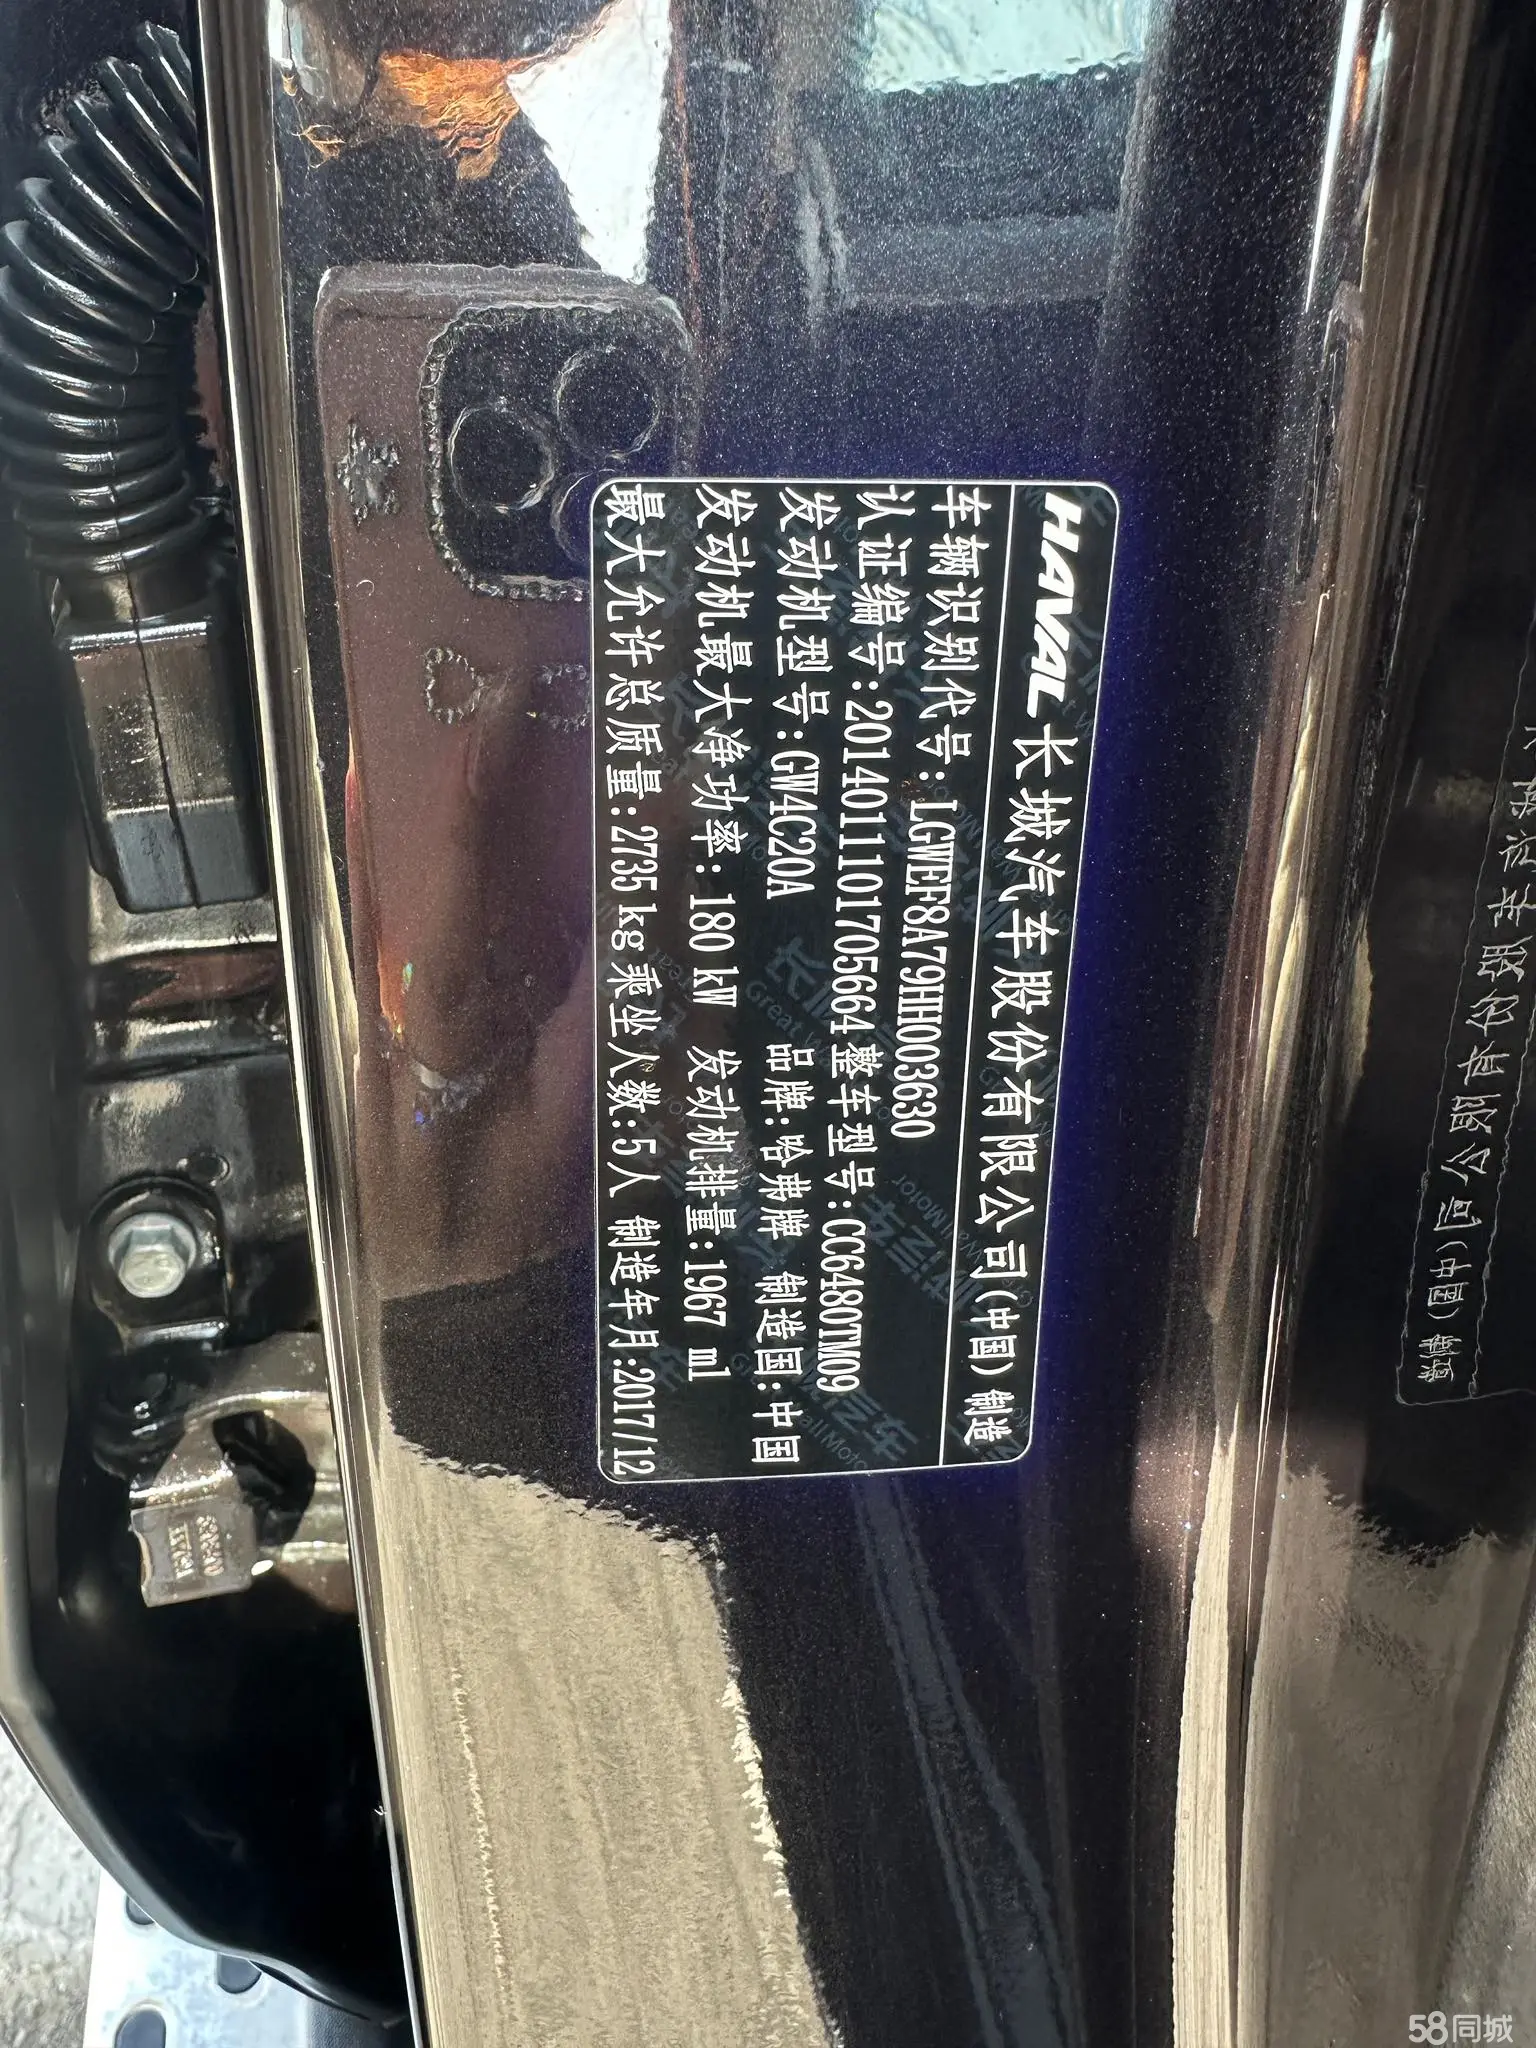 HAVAL 长城汽车股份有限公司(中国) 制造
车辆识别代号:LGWEF8A79HH003630
认证编号:2014011101705664 整车型号:CC6480TM09
发动机型号:GW4C20A 品牌:哈弗牌 制造国:中国
发动机最大净功率:180 kW 发动机排量:1967 ml
最大允许总质量:2735 kg 乘坐人数:5人 制造年月:2017/12
58同城